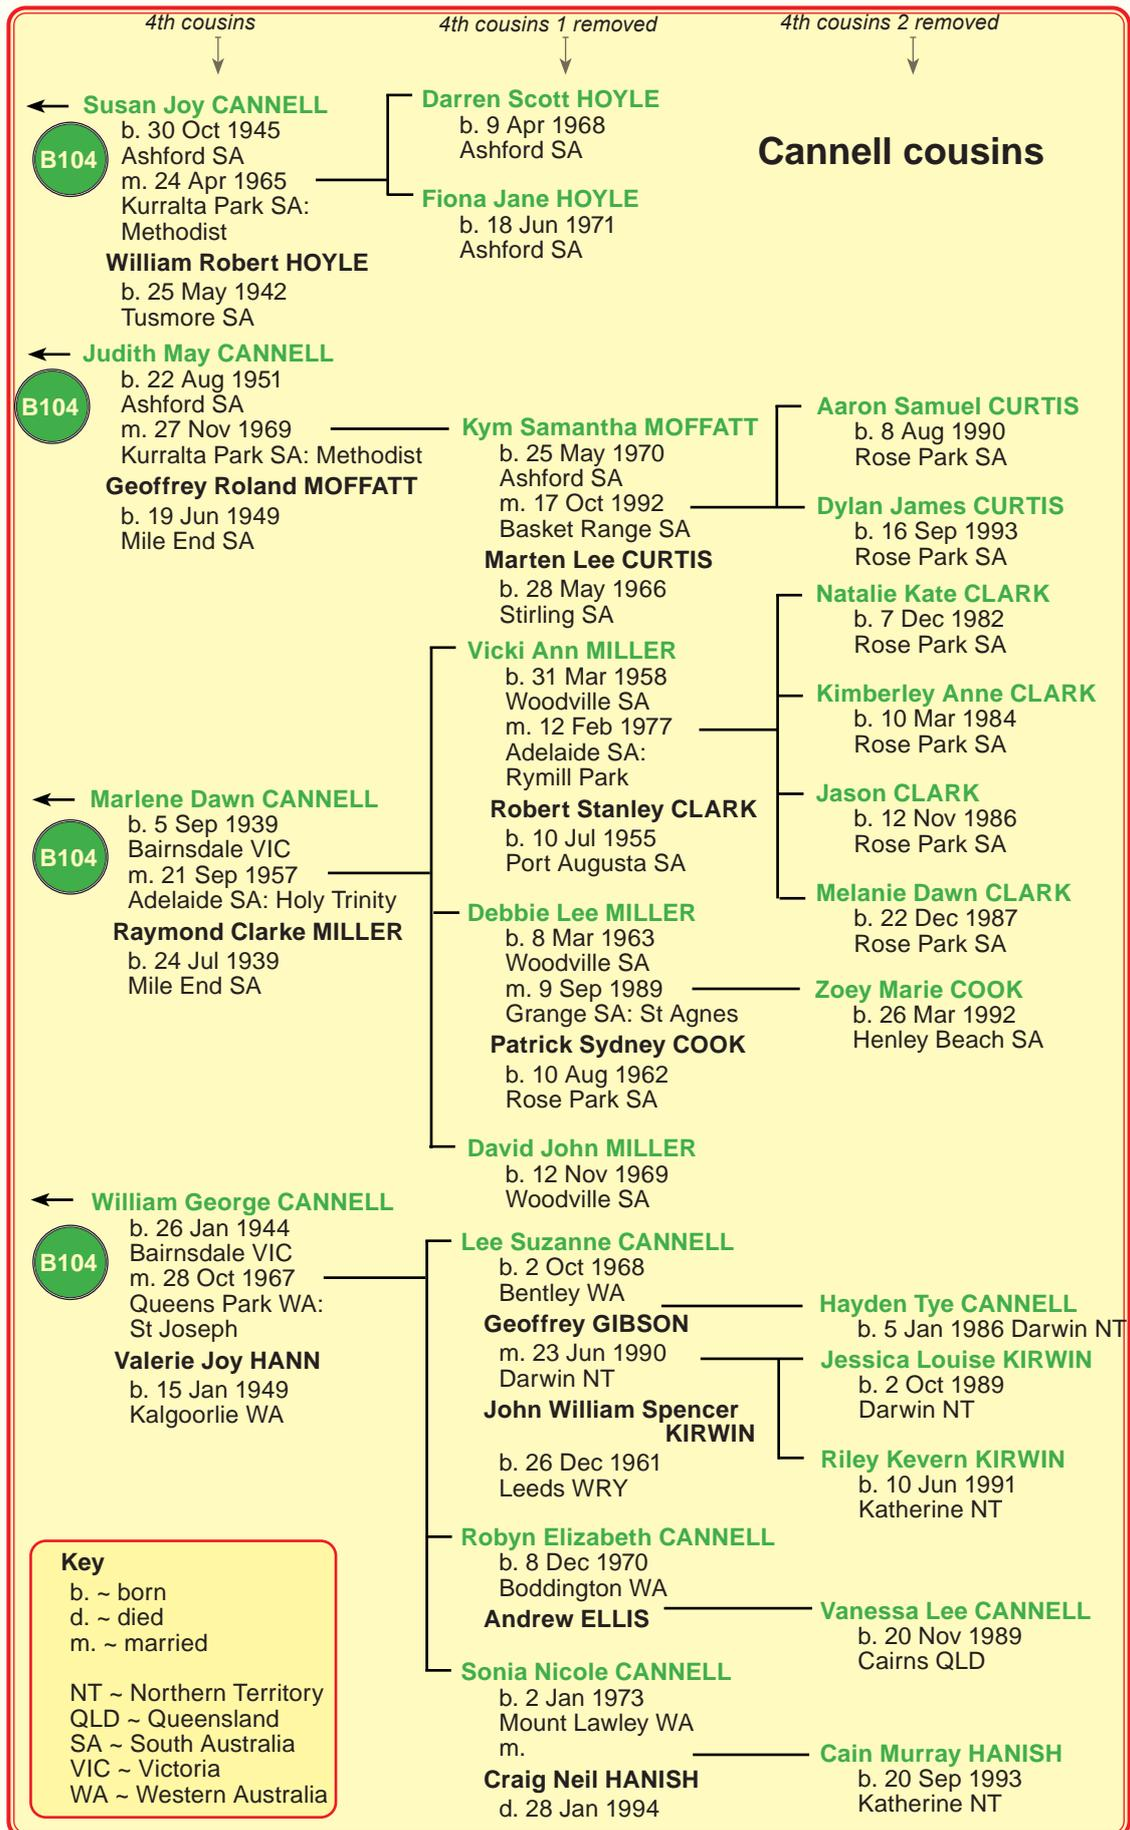 4th cousins
4th cousins 1 removed
4th cousins 2 removed
Cannell cousins
Susan Joy CANNELL
B104
b. 30 Oct 1945
Ashford SA
m. 24 Apr 1965
Kurralta Park SA:
Methodist
William Robert HOYLE
b. 25 May 1942
Tusmore SA
Darren Scott HOYLE
b. 9 Apr 1968
Ashford SA
Fiona Jane HOYLE
b. 18 Jun 1971
Ashford SA
Judith May CANNELL
B104
b. 22 Aug 1951
Ashford SA
m. 27 Nov 1969
Kurralta Park SA: Methodist
Geoffrey Roland MOFFATT
b. 19 Jun 1949
Mile End SA
Kym Samantha MOFFATT
b. 25 May 1970
Ashford SA
m. 17 Oct 1992
Basket Range SA
Marten Lee CURTIS
b. 28 May 1966
Stirling SA
Aaron Samuel CURTIS
b. 8 Aug 1990
Rose Park SA
Dylan James CURTIS
b. 16 Sep 1993
Rose Park SA
Marlene Dawn CANNELL
B104
b. 5 Sep 1939
Bairnsdale VIC
m. 21 Sep 1957
Adelaide SA: Holy Trinity
Raymond Clarke MILLER
b. 24 Jul 1939
Mile End SA
Vicki Ann MILLER
b. 31 Mar 1958
Woodville SA
m. 12 Feb 1977
Adelaide SA:
Rymill Park
Robert Stanley CLARK
b. 10 Jul 1955
Port Augusta SA
Natalie Kate CLARK
b. 7 Dec 1982
Rose Park SA
Kimberley Anne CLARK
b. 10 Mar 1984
Rose Park SA
Jason CLARK
b. 12 Nov 1986
Rose Park SA
Melanie Dawn CLARK
b. 22 Dec 1987
Rose Park SA
Debbie Lee MILLER
b. 8 Mar 1963
Woodville SA
m. 9 Sep 1989
Grange SA: St Agnes
Patrick Sydney COOK
b. 10 Aug 1962
Rose Park SA
Zoey Marie COOK
b. 26 Mar 1992
Henley Beach SA
David John MILLER
b. 12 Nov 1969
Woodville SA
William George CANNELL
B104
b. 26 Jan 1944
Bairnsdale VIC
m. 28 Oct 1967
Queens Park WA:
St Joseph
Valerie Joy HANN
b. 15 Jan 1949
Kalgoorlie WA
Lee Suzanne CANNELL
b. 2 Oct 1968
Bentley WA
Geoffrey GIBSON
m. 23 Jun 1990
Darwin NT
John William Spencer
KIRWIN
b. 26 Dec 1961
Leeds WRY
Hayden Tye CANNELL
b. 5 Jan 1986 Darwin NT
Jessica Louise KIRWIN
b. 2 Oct 1989
Darwin NT
Riley Kevern KIRWIN
b. 10 Jun 1991
Katherine NT
Robyn Elizabeth CANNELL
b. 8 Dec 1970
Boddington WA
Andrew ELLIS
Vanessa Lee CANNELL
b. 20 Nov 1989
Cairns QLD
Sonia Nicole CANNELL
b. 2 Jan 1973
Mount Lawley WA
m.
Craig Neil HANISH
d. 28 Jan 1994
Cain Murray HANISH
b. 20 Sep 1993
Katherine NT
Key
b. ~ born
d. ~ died
m. ~ married
NT ~ Northern Territory
QLD ~ Queensland
SA ~ South Australia
VIC ~ Victoria
WA ~ Western Australia